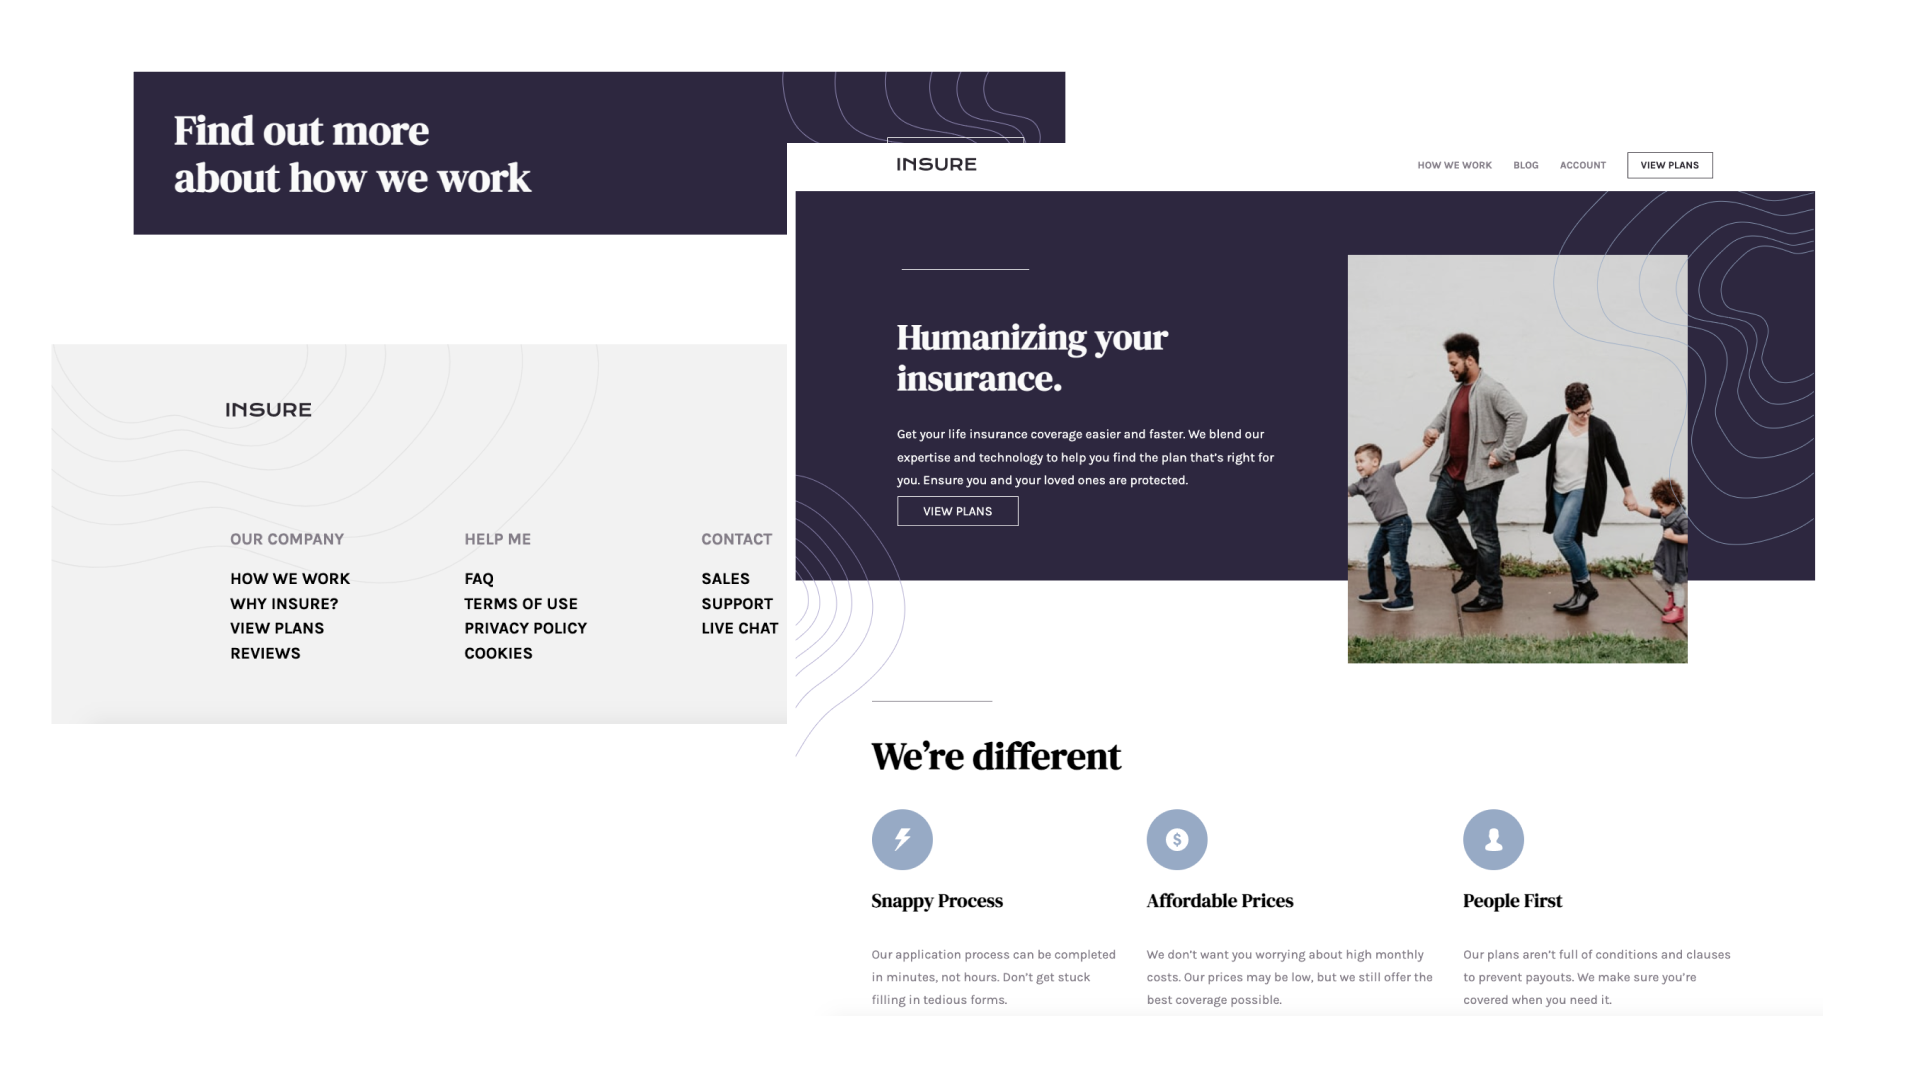 Find out more
about how we work
INSURE
OUR COMPANY
HOW WE WORK
WHY INSURE?
VIEW PLANS
REVIEWS
HELP ME
FAQ
TERMS OF USE
PRIVACY POLICY
COOKIES
CONTACT
SALES
SUPPORT
LIVE CHAT
INSURE
HOW WE WORK
BLOG
ACCOUNT
VIEW PLANS
Humanizing your
insurance.
Get your life insurance coverage easier and faster. We blend our
expertise and technology to help you find the plan that’s right for
you. Ensure you and your loved ones are protected.
VIEW PLANS
We’re different
Snappy Process
Our application process can be completed
in minutes, not hours. Don’t get stuck
filling in tedious forms.
Affordable Prices
We don’t want you worrying about high monthly
costs. Our prices may be low, but we still offer the
best coverage possible.
People First
Our plans aren’t full of conditions and clauses
to prevent payouts. We make sure you’re
covered when you need it.